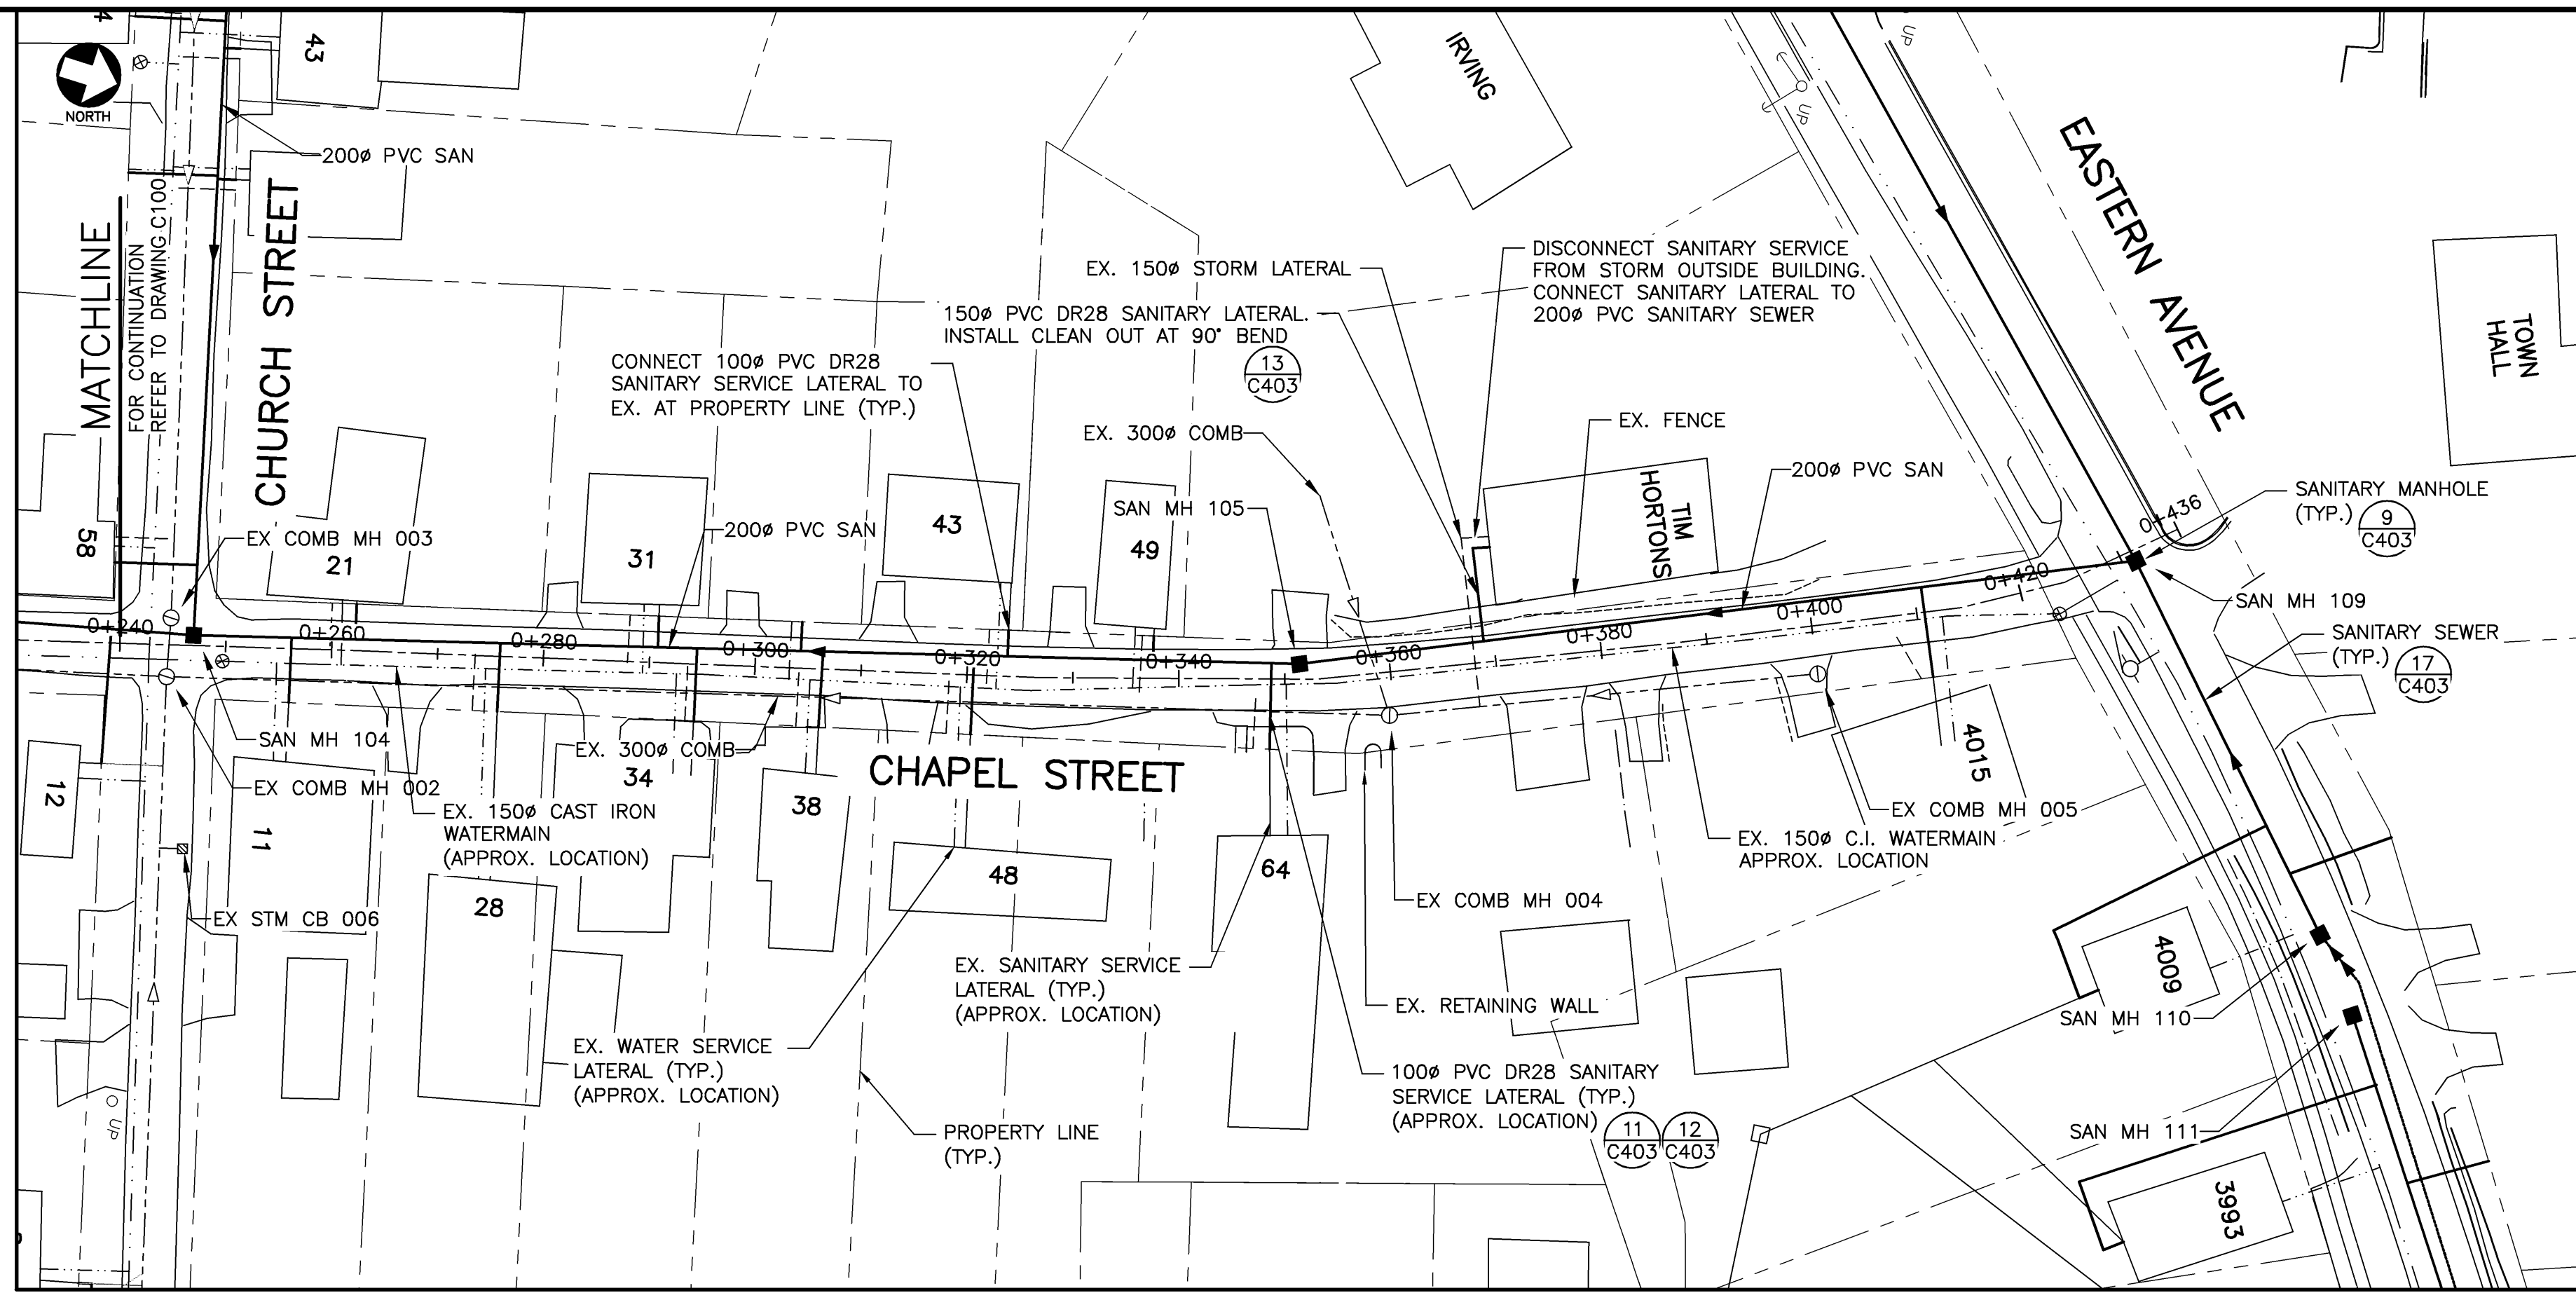 43
NORTH
200ø PVC SAN
MATCHLINE
FOR CONTINUATION
REFER TO DRAWING C100
CHURCH STREET
IRVING
UP
UP
EASTERN AVENUE
TOWN
HALL
EX. 150ø STORM LATERAL
150ø PVC DR28 SANITARY LATERAL.
INSTALL CLEAN OUT AT 90° BEND
13
C403
DISCONNECT SANITARY SERVICE
FROM STORM OUTSIDE BUILDING.
CONNECT SANITARY LATERAL TO
200ø PVC SANITARY SEWER
CONNECT 100ø PVC DR28
SANITARY SERVICE LATERAL TO
EX. AT PROPERTY LINE (TYP.)
EX. 300ø COMB
EX. FENCE
200ø PVC SAN
TIM
HORTONS
SANITARY MANHOLE
(TYP.)
9
C403
0+436
58
EX COMB MH 003
21
31
200ø PVC SAN
43
SAN MH 105
49
0+240
0+260
0+280
0+300
0+320
0+340
0+360
0+380
0+400
0+420
SAN MH 109
SANITARY SEWER
(TYP.)
17
C403
SAN MH 104
EX. 300ø COMB
34
CHAPEL STREET
4015
12
EX COMB MH 002
11
EX. 150ø CAST IRON
WATERMAIN
(APPROX. LOCATION)
38
EX COMB MH 005
EX. 150ø C.I. WATERMAIN
APPROX. LOCATION
EX STM CB 006
28
48
64
EX COMB MH 004
EX. SANITARY SERVICE
LATERAL (TYP.)
(APPROX. LOCATION)
EX. RETAINING WALL
4009
SAN MH 110
EX. WATER SERVICE
LATERAL (TYP.)
(APPROX. LOCATION)
100ø PVC DR28 SANITARY
SERVICE LATERAL (TYP.)
(APPROX. LOCATION)
11
C403
12
C403
UP
PROPERTY LINE
(TYP.)
SAN MH 111
3993